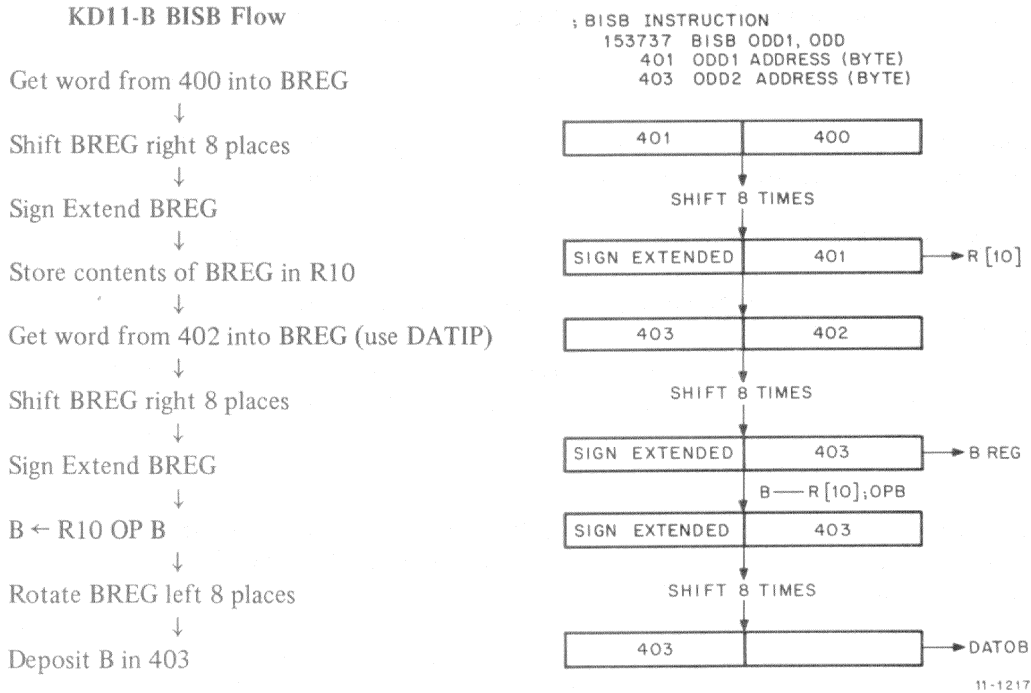 KD11-B BISB Flow
Get word from 400 into BREG
↓
Shift BREG right 8 places
↓
Sign Extend BREG
↓
Store contents of BREG in R10
↓
Get word from 402 into BREG (use DATIP)
↓
Shift BREG right 8 places
↓
Sign Extend BREG
↓
B ← R10 OP B
↓
Rotate BREG left 8 places
↓
Deposit B in 403
; BISB INSTRUCTION
153737 BISB ODD1, ODD
401 ODD1 ADDRESS (BYTE)
403 ODD2 ADDRESS (BYTE)
401 400
SHIFT 8 TIMES
SIGN EXTENDED 401 R [10]
403 402
SHIFT 8 TIMES
SIGN EXTENDED 403 B REG
B — R [10];OPB
SIGN EXTENDED 403
SHIFT 8 TIMES
403 DATOB
11-1217